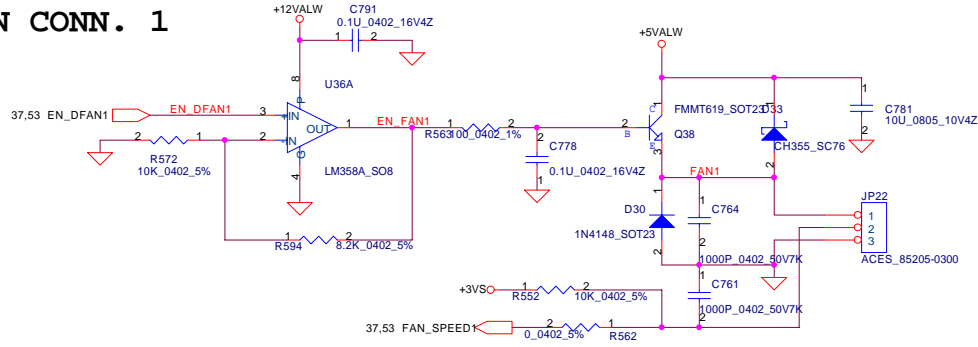 N CONN. 1
+12VALW
C791
0.1U_0402_16V4Z
1 2
+5VALW
U36A
8
P
37,53 EN_DFAN1
EN_DFAN1
3
+IN
2
-IN
OUT
1
EN_FAN1
G
4
LM358A_SO8
2 1
R572
10K_0402_5%
1 2
R594
8.2K_0402_5%
1 2
R563
100_0402_1%
2
C778
1
0.1U_0402_16V4Z
1
C
2
B
E
3
FMMT619_SOT23
Q38
D33
1
2
CH355_SC76
1
C781
2
10U_0805_10V4Z
FAN1
1
D30
1N4148_SOT23
2
1
C764
2
1000P_0402_50V7K
1
C761
2
1000P_0402_50V7K
JP22
1
2
3
ACES_85205-0300
+3VS
1 2
R552
10K_0402_5%
37,53 FAN_SPEED1
2 1
0_0402_5%
R562